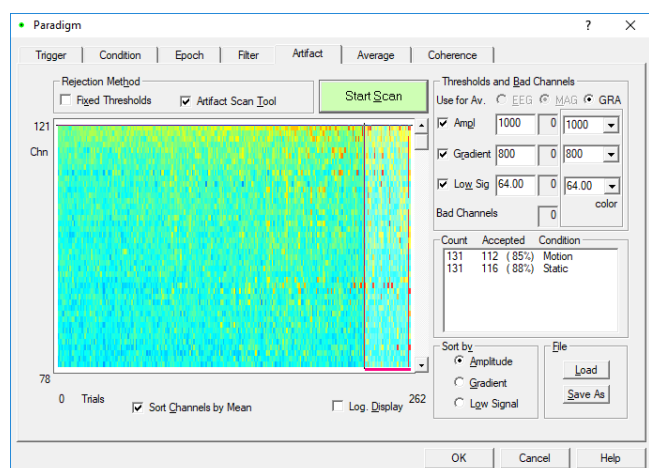 Paradigm ? ×
Trigger Condition Epoch Filter Artifact Average Coherence
Rejection Method
Fixed Thresholds Artifact Scan Tool
Start Scan
121
Chn
78
0 Trials 262
Sort Channels by Mean Log. Display
Thresholds and Bad Channels
Use for Av. EEG MAG GRA
Ampl 1000 0 1000
Gradient 800 0 800
Low Sig 64.00 0 64.00
color
Bad Channels 0
Count Accepted Condition
131 112 (85%) Motion
131 116 (88%) Static
Sort by
Amplitude
Gradient
Low Signal
File
Load
Save As
OK Cancel Help